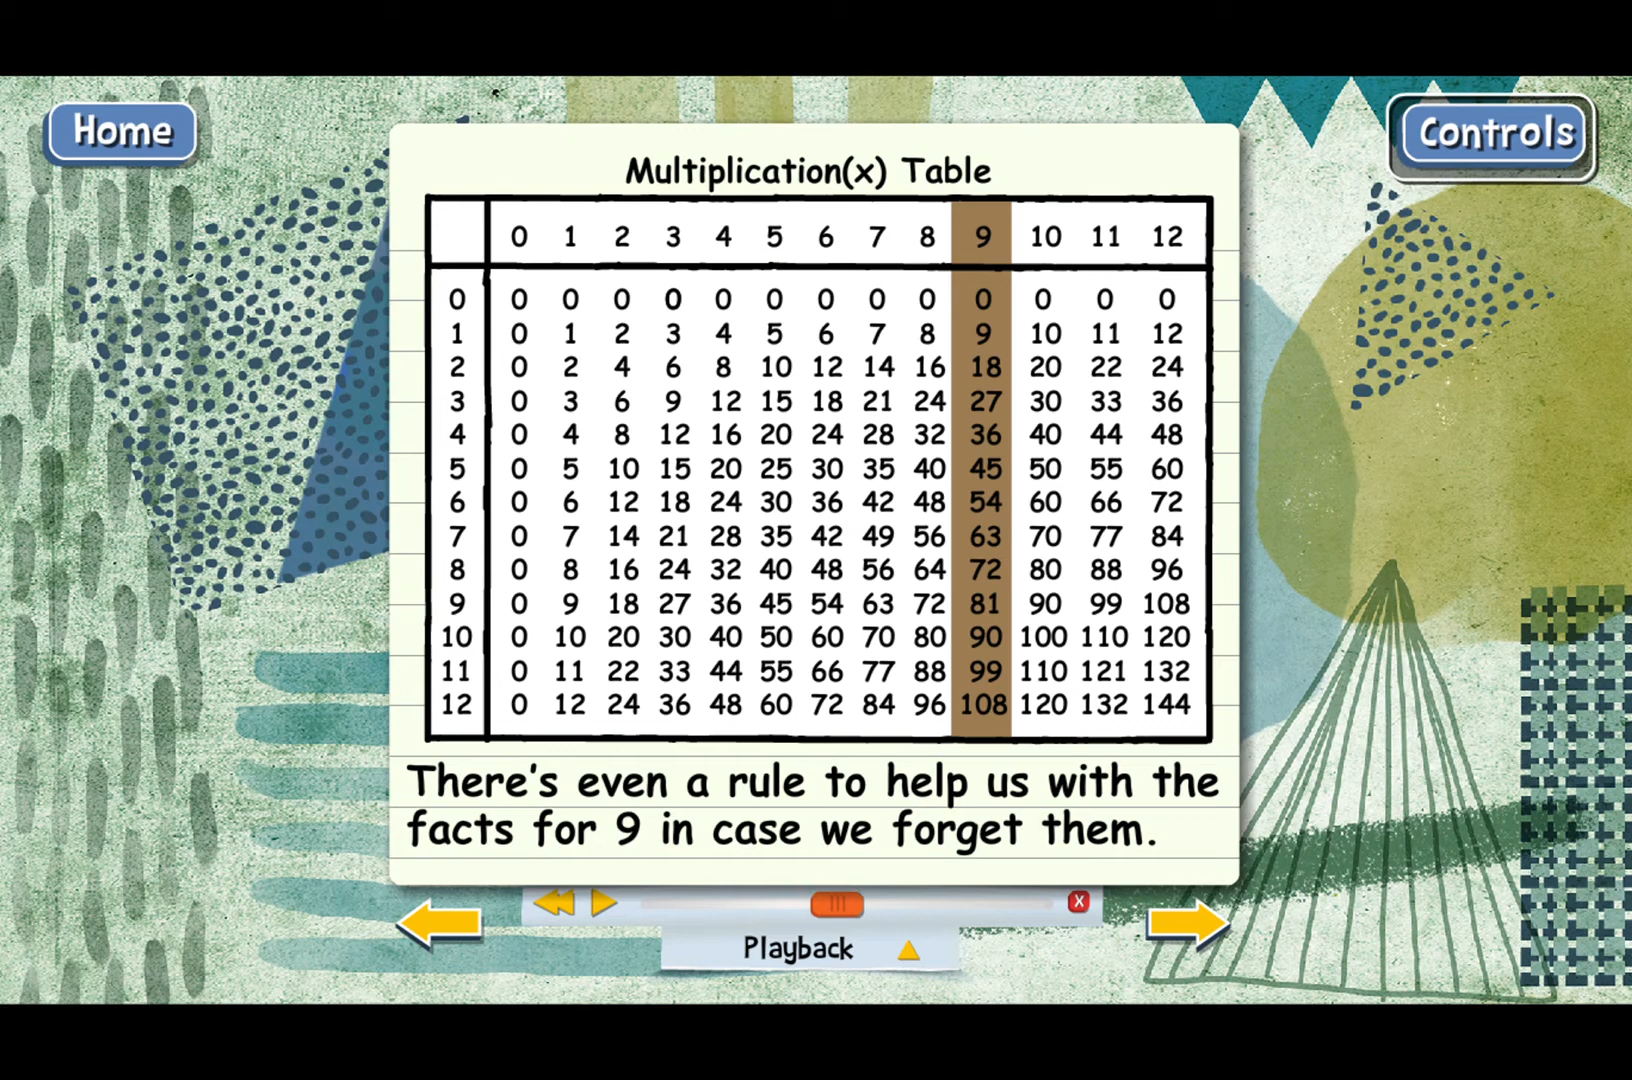 Home
Controls
Multiplication(x) Table
0 1 2 3 4 5 6 7 8 9 10 11 12
0 0 0 0 0 0 0 0 0 0 0 0 0 0
1 0 1 2 3 4 5 6 7 8 9 10 11 12
2 0 2 4 6 8 10 12 14 16 18 20 22 24
3 0 3 6 9 12 15 18 21 24 27 30 33 36
4 0 4 8 12 16 20 24 28 32 36 40 44 48
5 0 5 10 15 20 25 30 35 40 45 50 55 60
6 0 6 12 18 24 30 36 42 48 54 60 66 72
7 0 7 14 21 28 35 42 49 56 63 70 77 84
8 0 8 16 24 32 40 48 56 64 72 80 88 96
9 0 9 18 27 36 45 54 63 72 81 90 99 108
10 0 10 20 30 40 50 60 70 80 90 100 110 120
11 0 11 22 33 44 55 66 77 88 99 110 121 132
12 0 12 24 36 48 60 72 84 96 108 120 132 144
There's even a rule to help us with the
facts for 9 in case we forget them.
X
Playback